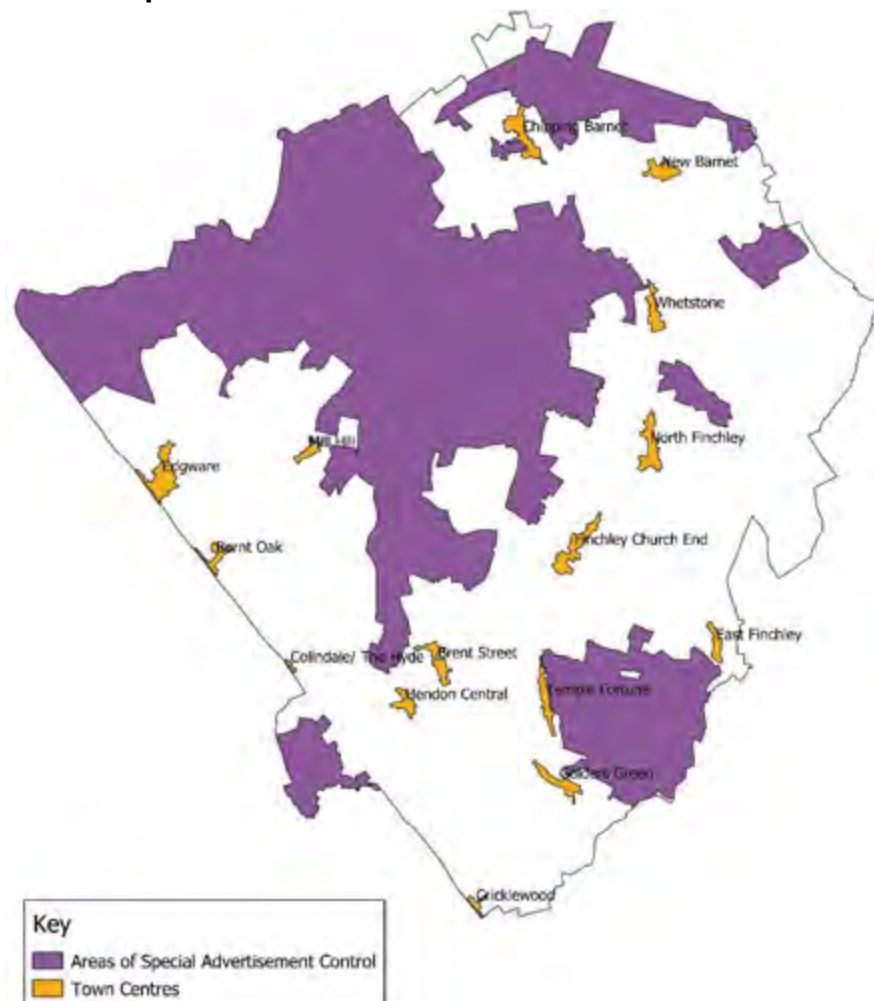 Chipping Barnet
New Barnet
Whetstone
North Finchley
Mill Hill
Edgware
Finchley Church End
Burnt Oak
East Finchley
Colindale/ The Hyde
Brent Street
Temple Fortune
Hendon Central
Golders Green
Cricklewood
Key
Areas of Special Advertisement Control
Town Centres